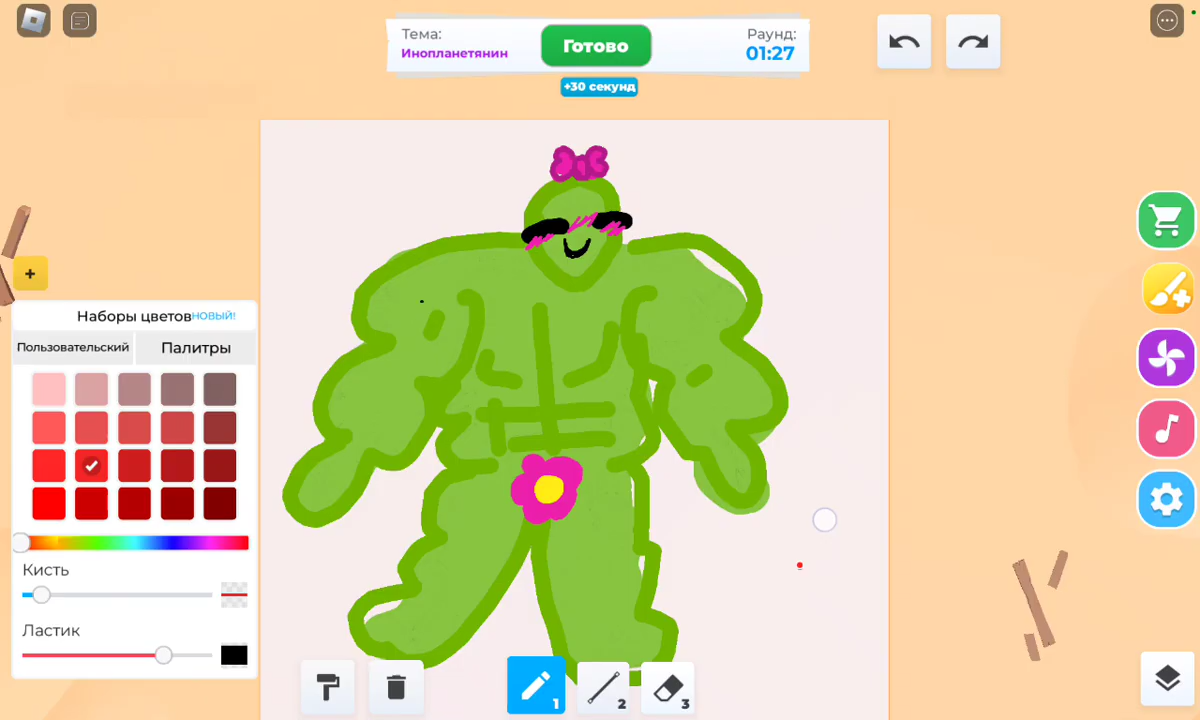 Тема:
Инопланетянин
Готово
Раунд:
01:27
+30 секунд
+
Наборы цветов НОВЫЙ!
Пользовательский
Палитры
Кисть
Ластик
1
2
3